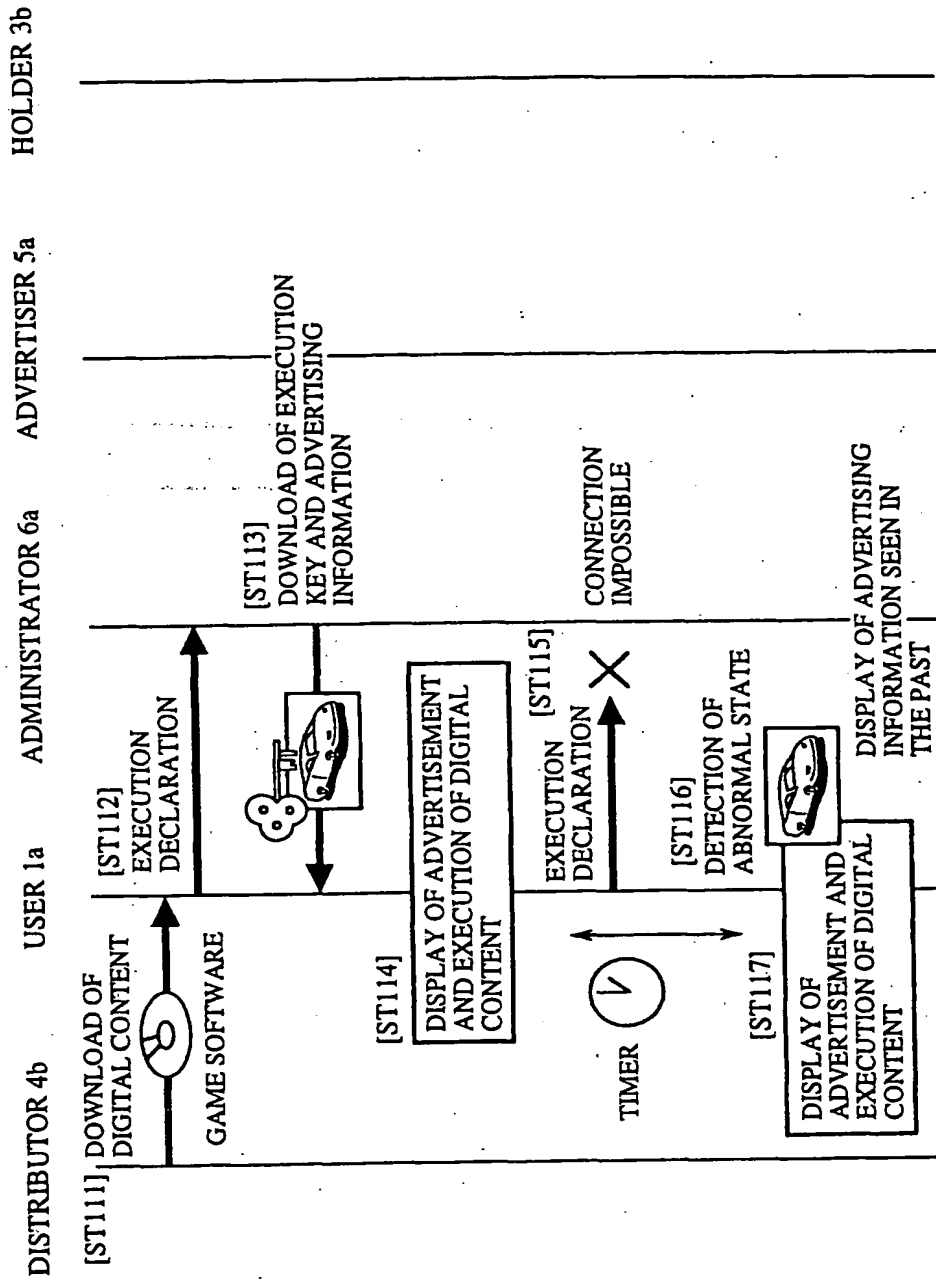 DISTRIBUTOR 4b
USER 1a
ADMINISTRATOR 6a
ADVERTISER 5a
HOLDER 3b
[ST111]
DOWNLOAD OF
DIGITAL CONTENT
GAME SOFTWARE
[ST112]
EXECUTION
DECLARATION
[ST113]
DOWNLOAD OF EXECUTION
KEY AND ADVERTISING
INFORMATION
[ST114]
DISPLAY OF ADVERTISEMENT
AND EXECUTION OF DIGITAL
CONTENT
[ST115]
EXECUTION
DECLARATION
CONNECTION
IMPOSSIBLE
TIMER
[ST116]
DETECTION OF
ABNORMAL STATE
[ST117]
DISPLAY OF
ADVERTISEMENT AND
EXECUTION OF DIGITAL
CONTENT
DISPLAY OF ADVERTISING
INFORMATION SEEN IN
THE PAST